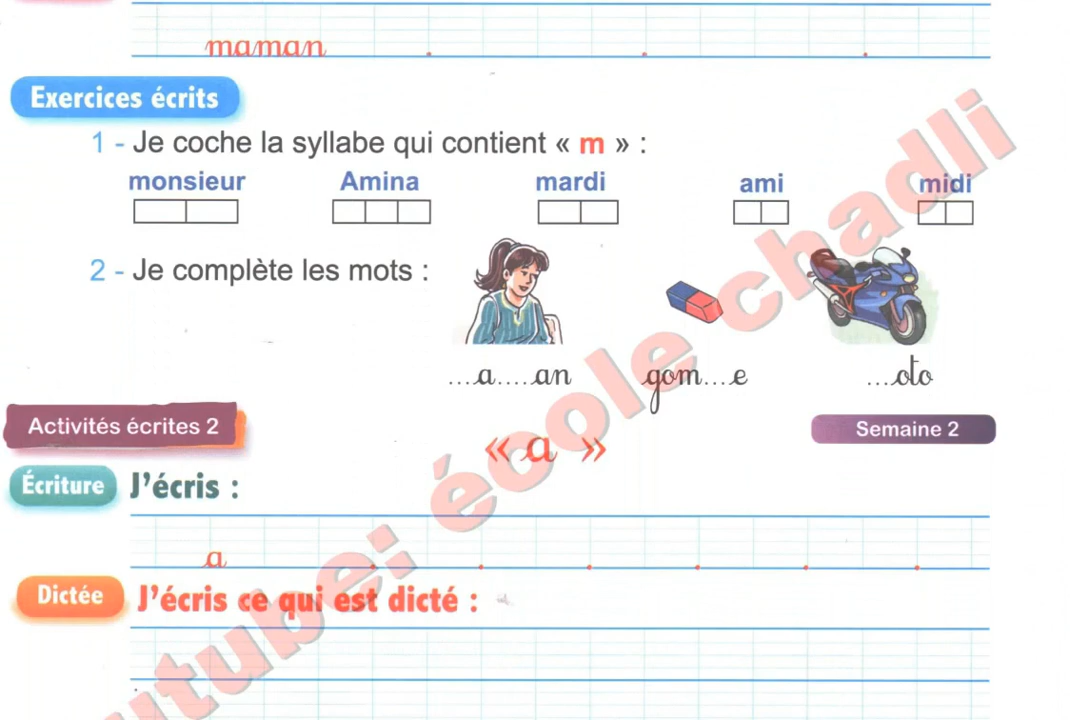 maman . . .
Exercices écrits
1 - Je coche la syllabe qui contient « m » :
monsieur Amina mardi ami midi
2 - Je complète les mots :
...a....an gom...e ...oto
Activités écrites 2
« a »
Semaine 2
Écriture J'écris :
a . . . . . .
Dictée J'écris ce qui est dicté :
utube: école chadli